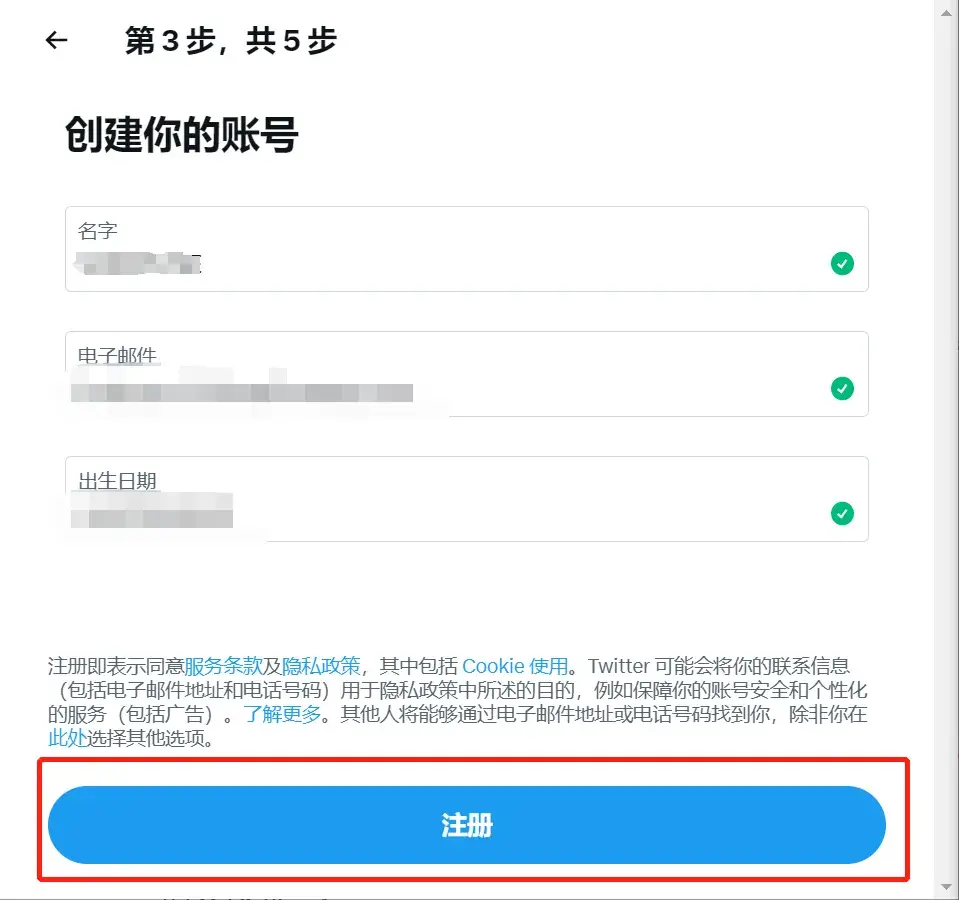 第 3 步，共 5 步
创建你的账号
名字
电子邮件
出生日期
注册即表示同意服务条款及隐私政策，其中包括 Cookie 使用。Twitter 可能会将你的联系信息
（包括电子邮件地址和电话号码）用于隐私政策中所述的目的，例如保障你的账号安全和个性化
的服务（包括广告）。了解更多。其他人将能够通过电子邮件地址或电话号码找到你，除非你在
此处选择其他选项。
注册